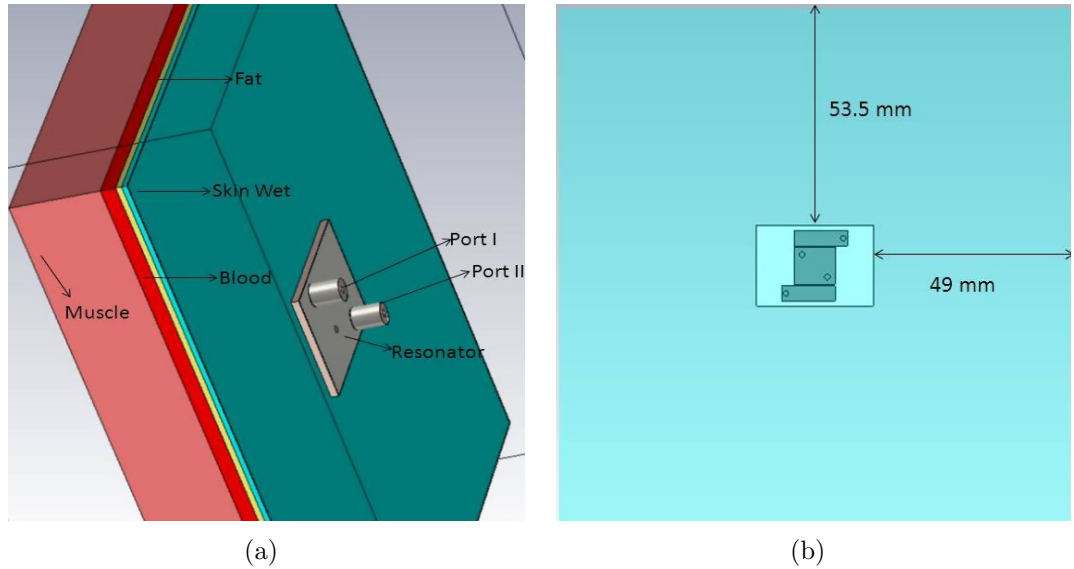 Fat
Skin Wet
Port I
Port II
Blood
Muscle
Resonator
53.5 mm
49 mm
(a)
(b)